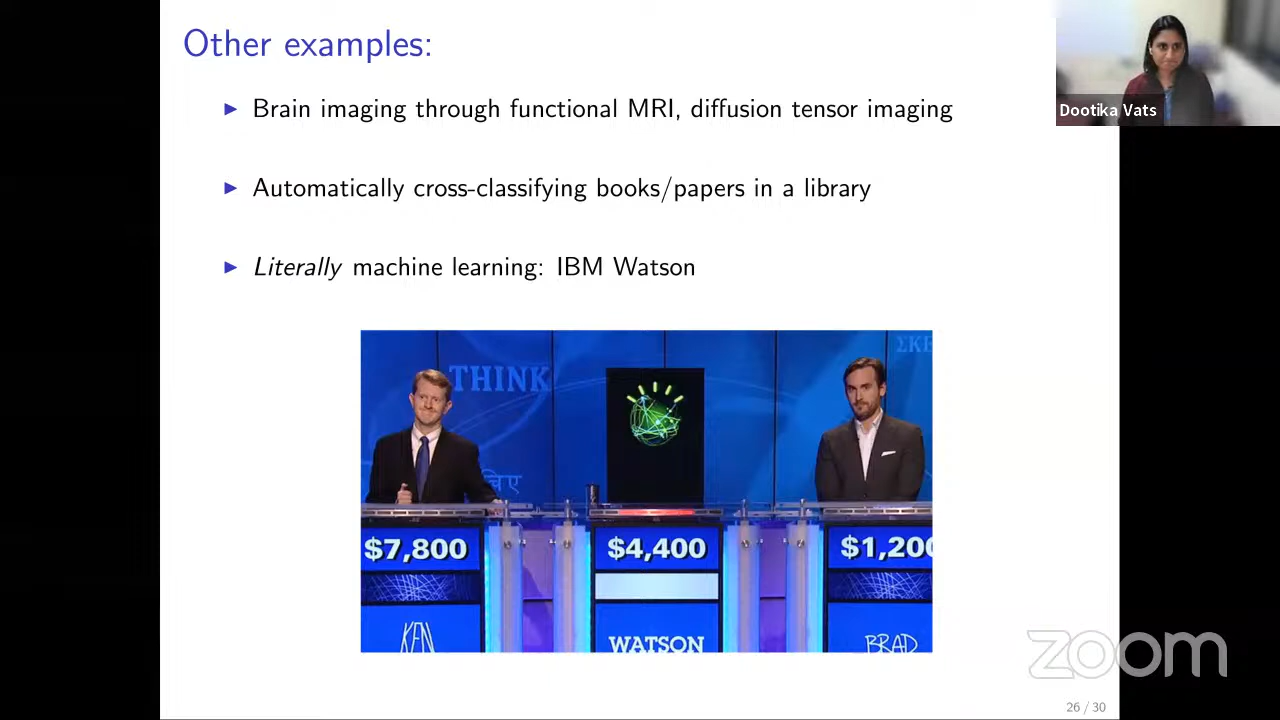 Other examples:
Dootika Vats
▶ Brain imaging through functional MRI, diffusion tensor imaging
▶ Automatically cross-classifying books/papers in a library
▶ Literally machine learning: IBM Watson
ΣΚΕ
THINK
$7,800
$4,400
$1,200
KEN
WATSON
BRAD
zoom
26 / 30